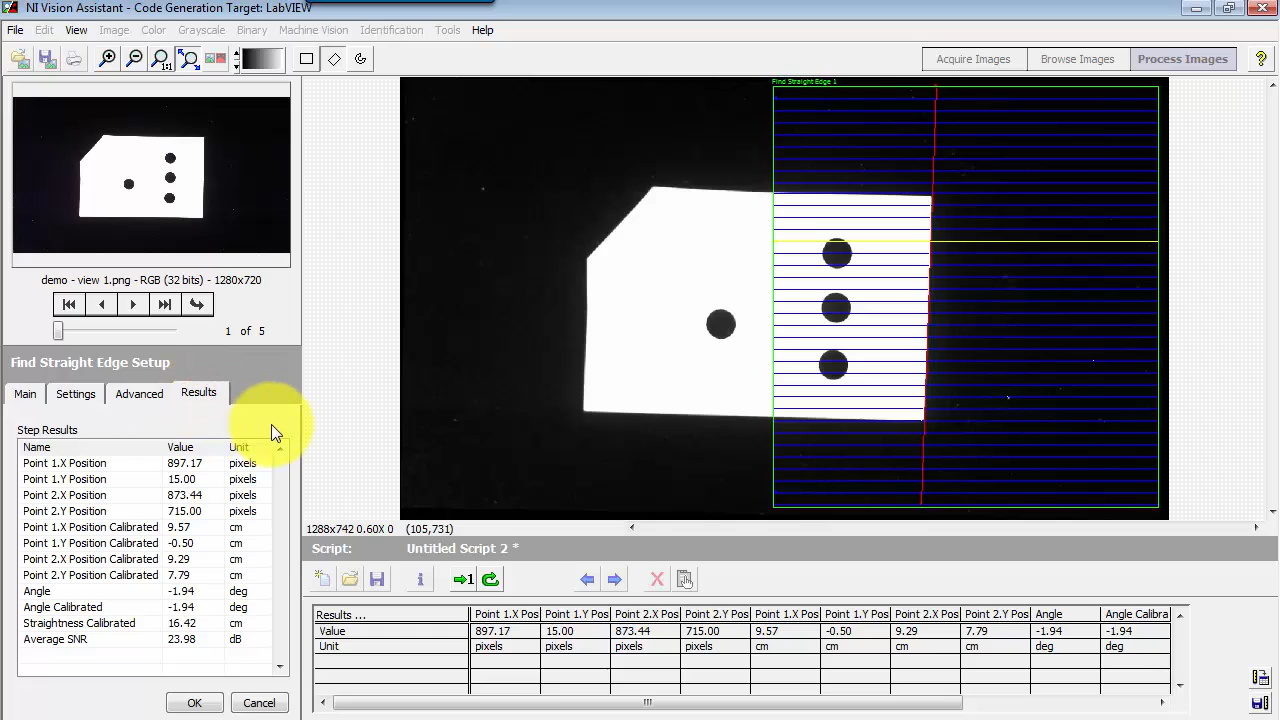 NI Vision Assistant - Code Generation Target: LabVIEW
File Edit View Image Color Grayscale Binary Machine Vision Identification Tools Help
1:1
Acquire Images Browse Images Process Images ?
Find Straight Edge 1
demo - view 1.png - RGB (32 bits) - 1280x720
1 of 5
Find Straight Edge Setup
Main Settings Advanced Results
Step Results
Name Value Unit
Point 1.X Position 897.17 pixels
Point 1.Y Position 15.00 pixels
Point 2.X Position 873.44 pixels
Point 2.Y Position 715.00 pixels
Point 1.X Position Calibrated 9.57 cm
Point 1.Y Position Calibrated -0.50 cm
Point 2.X Position Calibrated 9.29 cm
Point 2.Y Position Calibrated 7.79 cm
Angle -1.94 deg
Angle Calibrated -1.94 deg
Straightness Calibrated 16.42 cm
Average SNR 23.98 dB
OK Cancel
1288x742 0.60X 0 (105,731)
Script: Untitled Script 2 *
1
Results ... Point 1.X Pos Point 1.Y Pos Point 2.X Pos Point 2.Y Pos Point 1.X Pos Point 1.Y Pos Point 2.X Pos Point 2.Y Pos Angle Angle Calibra
Value 897.17 15.00 873.44 715.00 9.57 -0.50 9.29 7.79 -1.94 -1.94
Unit pixels pixels pixels pixels cm cm cm cm deg deg